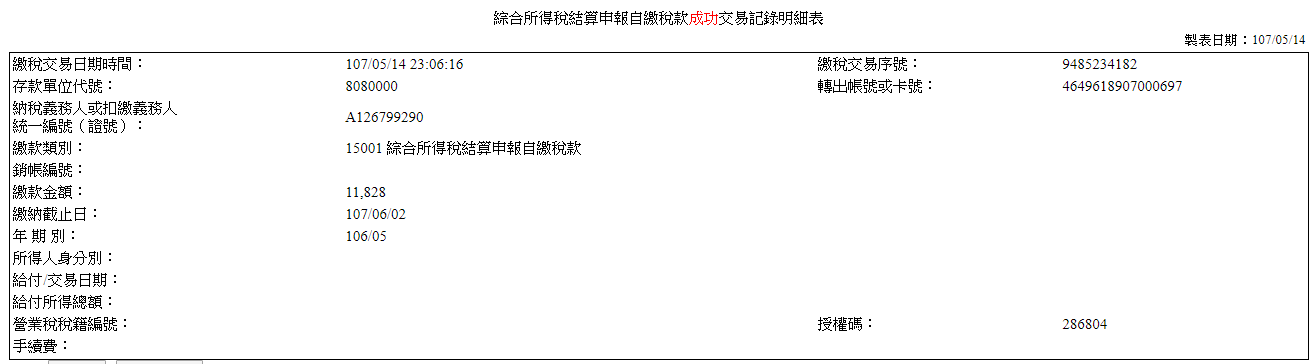 綜合所得稅結算申報自繳稅款成功交易記錄明細表
製表日期：107/05/14
繳稅交易日期時間： 107/05/14 23:06:16 繳稅交易序號： 9485234182
存款單位代號： 8080000 轉出帳號或卡號： 4649618907000697
納稅義務人或扣繳義務人
統一編號（證號）： A126799290
繳款類別： 15001 綜合所得稅結算申報自繳稅款
銷帳編號：
繳款金額： 11,828
繳納截止日： 107/06/02
年 期 別： 106/05
所得人身分別：
給付/交易日期：
給付所得總額：
營業稅稅籍編號： 授權碼： 286804
手續費：